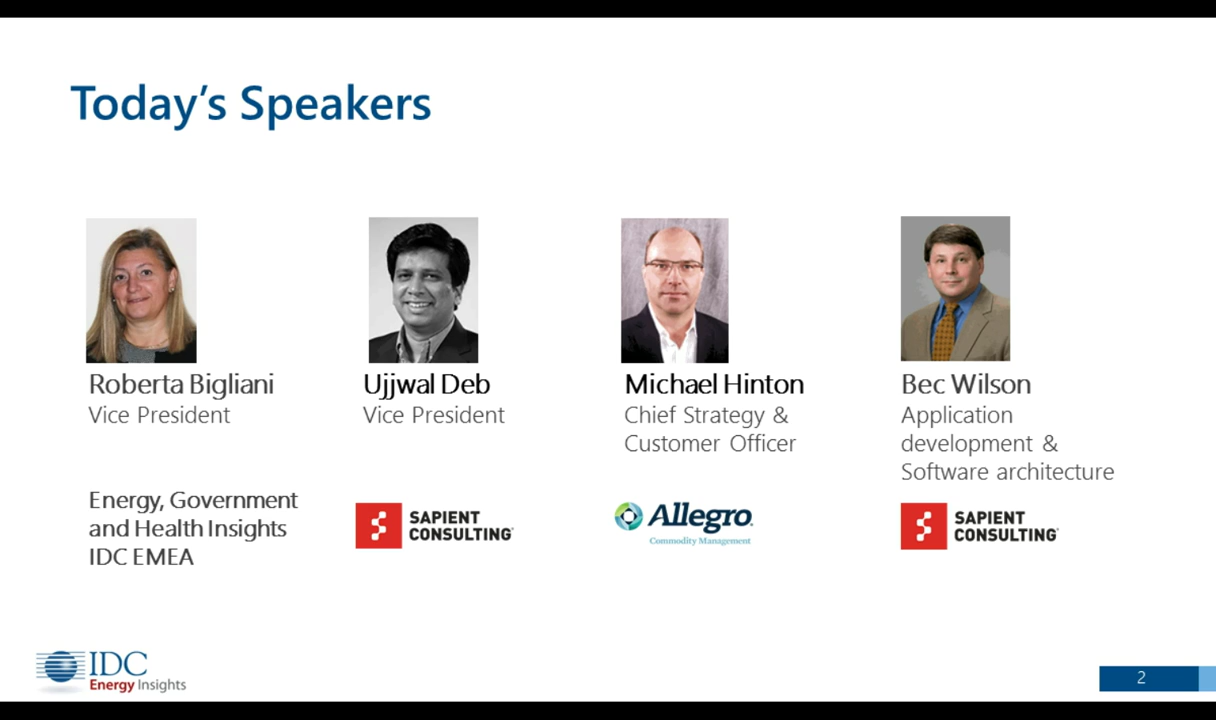 Today's Speakers
Roberta Bigliani
Vice President
Energy, Government
and Health Insights
IDC EMEA
Ujjwal Deb
Vice President
SAPIENT
CONSULTING
Michael Hinton
Chief Strategy &
Customer Officer
Allegro
Commodity Management
Bec Wilson
Application
development &
Software architecture
SAPIENT
CONSULTING
IDC
Energy Insights
2